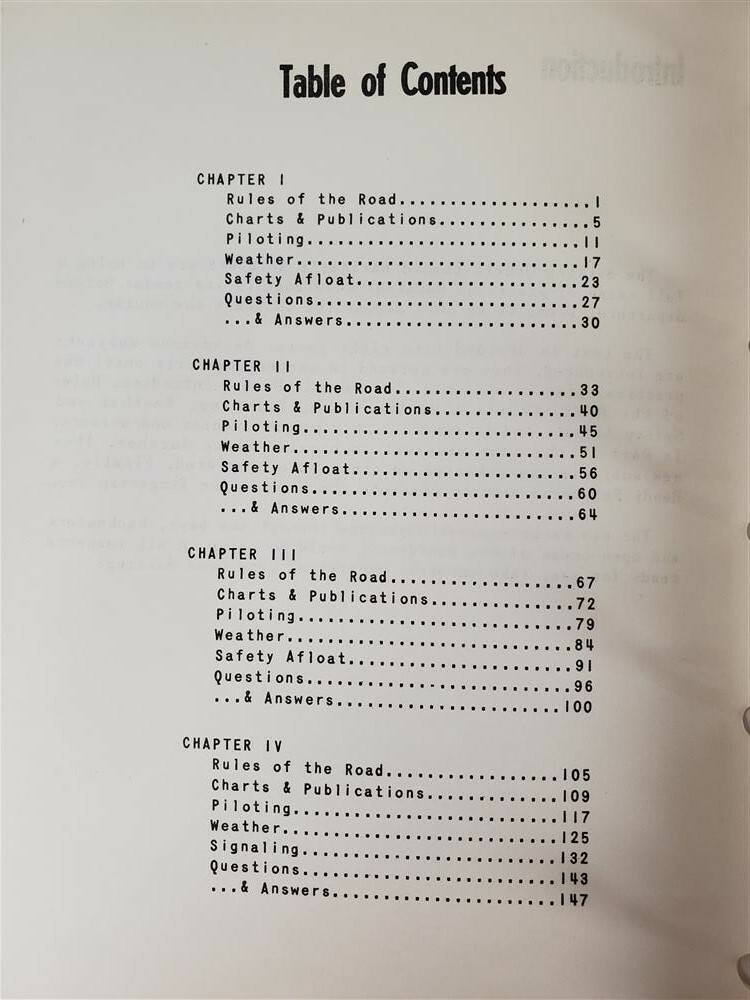 Table of Contents
CHAPTER I
Rules of the Road...................1
Charts & Publications...............5
Piloting...........................11
Weather............................17
Safety Afloat......................23
Questions..........................27
...& Answers.......................30
CHAPTER II
Rules of the Road..................33
Charts & Publications..............40
Piloting...........................45
Weather............................51
Safety Afloat......................56
Questions..........................60
...& Answers.......................64
CHAPTER III
Rules of the Road..................67
Charts & Publications..............72
Piloting...........................79
Weather............................84
Safety Afloat......................91
Questions..........................96
...& Answers......................100
CHAPTER IV
Rules of the Road.................105
Charts & Publications.............109
Piloting..........................117
Weather...........................125
Signaling.........................132
Questions.........................143
...& Answers......................147